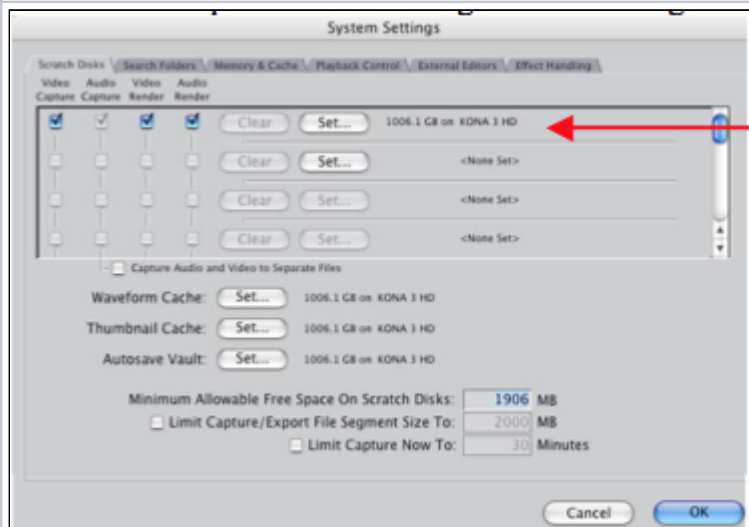 System Settings
Scratch Disks Search Folders Memory & Cache Playback Control External Editors Effect Handling
Video Audio Video Audio
Capture Capture Render Render
Clear Set... 1006.1 GB on KONA 3 HD
Clear Set... <None Set>
Clear Set... <None Set>
Clear Set... <None Set>
Capture Audio and Video to Separate Files
Waveform Cache: Set... 1006.1 GB on KONA 3 HD
Thumbnail Cache: Set... 1006.1 GB on KONA 3 HD
Autosave Vault: Set... 1006.1 GB on KONA 3 HD
Minimum Allowable Free Space On Scratch Disks: 1906 MB
Limit Capture/Export File Segment Size To: 2000 MB
Limit Capture Now To: 30 Minutes
Cancel OK